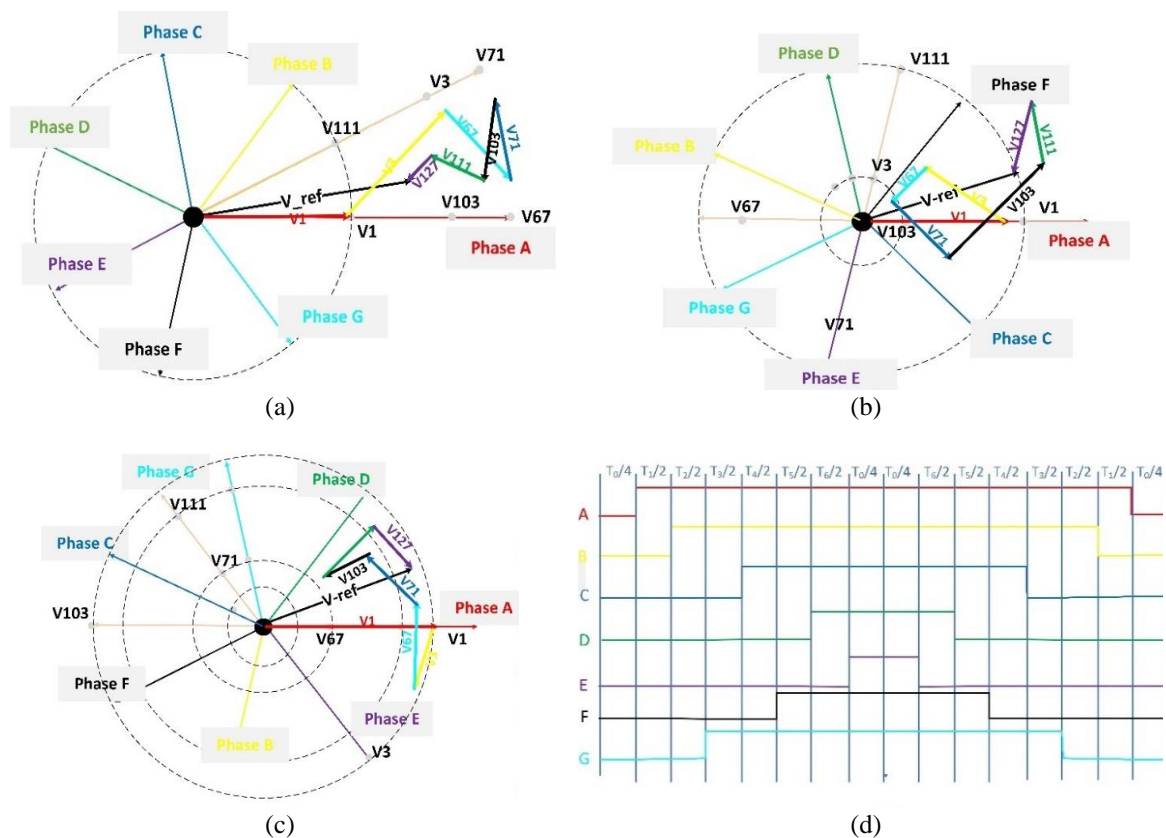 Phase C
Phase B
V71
V3
V111
Phase D
V67
V71
V103
V3
V111
V127
V_ref
V1
V1
V103
V67
Phase A
Phase E
Phase G
Phase F
(a)
V111
Phase D
Phase F
V127
V111
Phase B
V3
V67
V-ref
V103
V67
V1
V1
V103
Phase A
V71
Phase G
V71
Phase C
Phase E
(b)
Phase G
Phase D
V111
V127
Phase C
V71
V103
V71
V-ref
V103
Phase A
V1
V67
V1
V67
V3
Phase F
Phase E
Phase B
V3
(c)
T0/4 T1/2 T2/2 T3/2 T4/2 T5/2 T6/2 T0/4 T0/4 T6/2 T5/2 T4/2 T3/2 T2/2 T1/2 T0/4
A
B
C
D
E
F
G
(d)